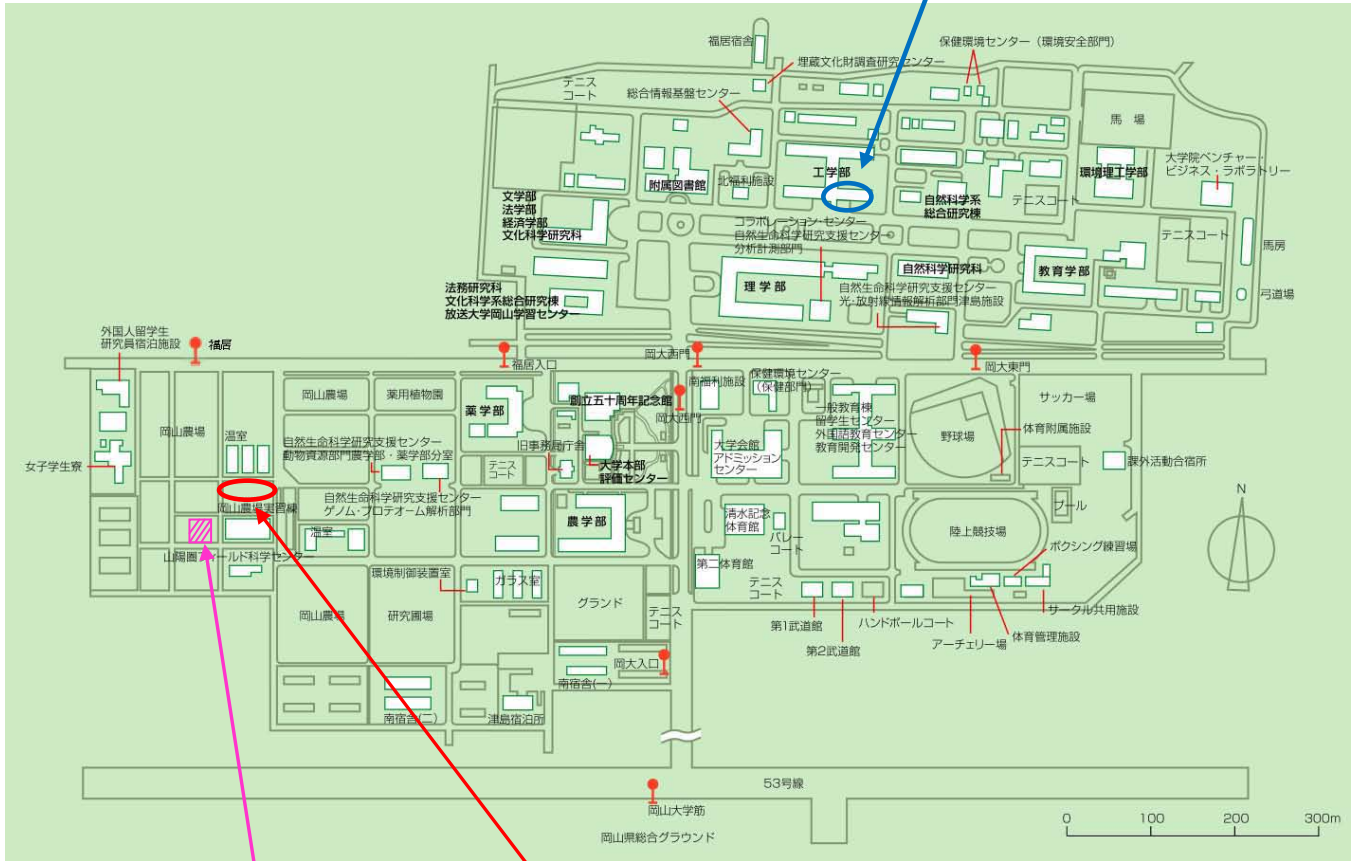 福居宿舎
保健環境センター（環境安全部門）
埋蔵文化財調査研究センター
テニス
コート
総合情報基盤センター
馬 場
大学院ベンチャー・
ビジネス・ラボラトリー
工学部
環境理工学部
附属図書館
北福利施設
自然科学系
総合研究棟
テニスコート
文学部
法学部
経済学部
文化科学研究科
コラボレーション・センター
自然生命科学研究支援センター
分析計測部門
テニスコート
馬房
自然科学研究科
教育学部
理学部
法務研究科
文化科学系総合研究棟
放送大学岡山学習センター
自然生命科学研究支援センター
光・放射線情報解析部門津島施設
弓道場
外国人留学生
研究員宿泊施設
福居
福居入口
岡大西門
岡大東門
南福利施設
保健環境センター
（保健部門）
岡山農場
薬用植物園
創立五十周年記念館
岡大西門
サッカー場
薬学部
一般教育棟
留学生センター
外国語教育センター
教育開発センター
岡山農場
温室
自然生命科学研究支援センター
動物資源部門農学部・薬学部分室
旧事務局庁舎
大学会館
アドミッション
センター
野球場
体育附属施設
女子学生寮
テニス
コート
大学本部
評価センター
テニスコート
課外活動合宿所
自然生命科学研究支援センター
ゲノム・プロテオーム解析部門
岡山農場実習棟
プール
農学部
清水記念
体育館
陸上競技場
温室
バレー
コート
ボクシング練習場
山陽圏フィールド科学センター
第二体育館
環境制御装置室
ガラス室
テニス
コート
グランド
テニス
コート
岡山農場
研究圃場
サークル共用施設
第1武道館
ハンドボールコート
アーチェリー場
体育管理施設
第2武道館
岡大入口
南宿舎(一)
南宿舎(二)
津島宿泊所
N
53号線
岡山大学筋
岡山県総合グラウンド
0 100 200 300m